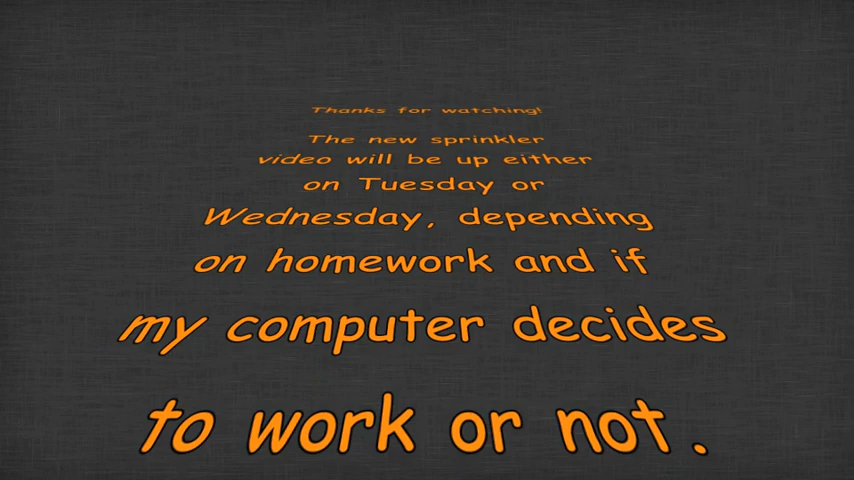 Thanks for watching!
The new sprinkler
video will be up either
on Tuesday or
Wednesday, depending
on homework and if
my computer decides
to work or not.